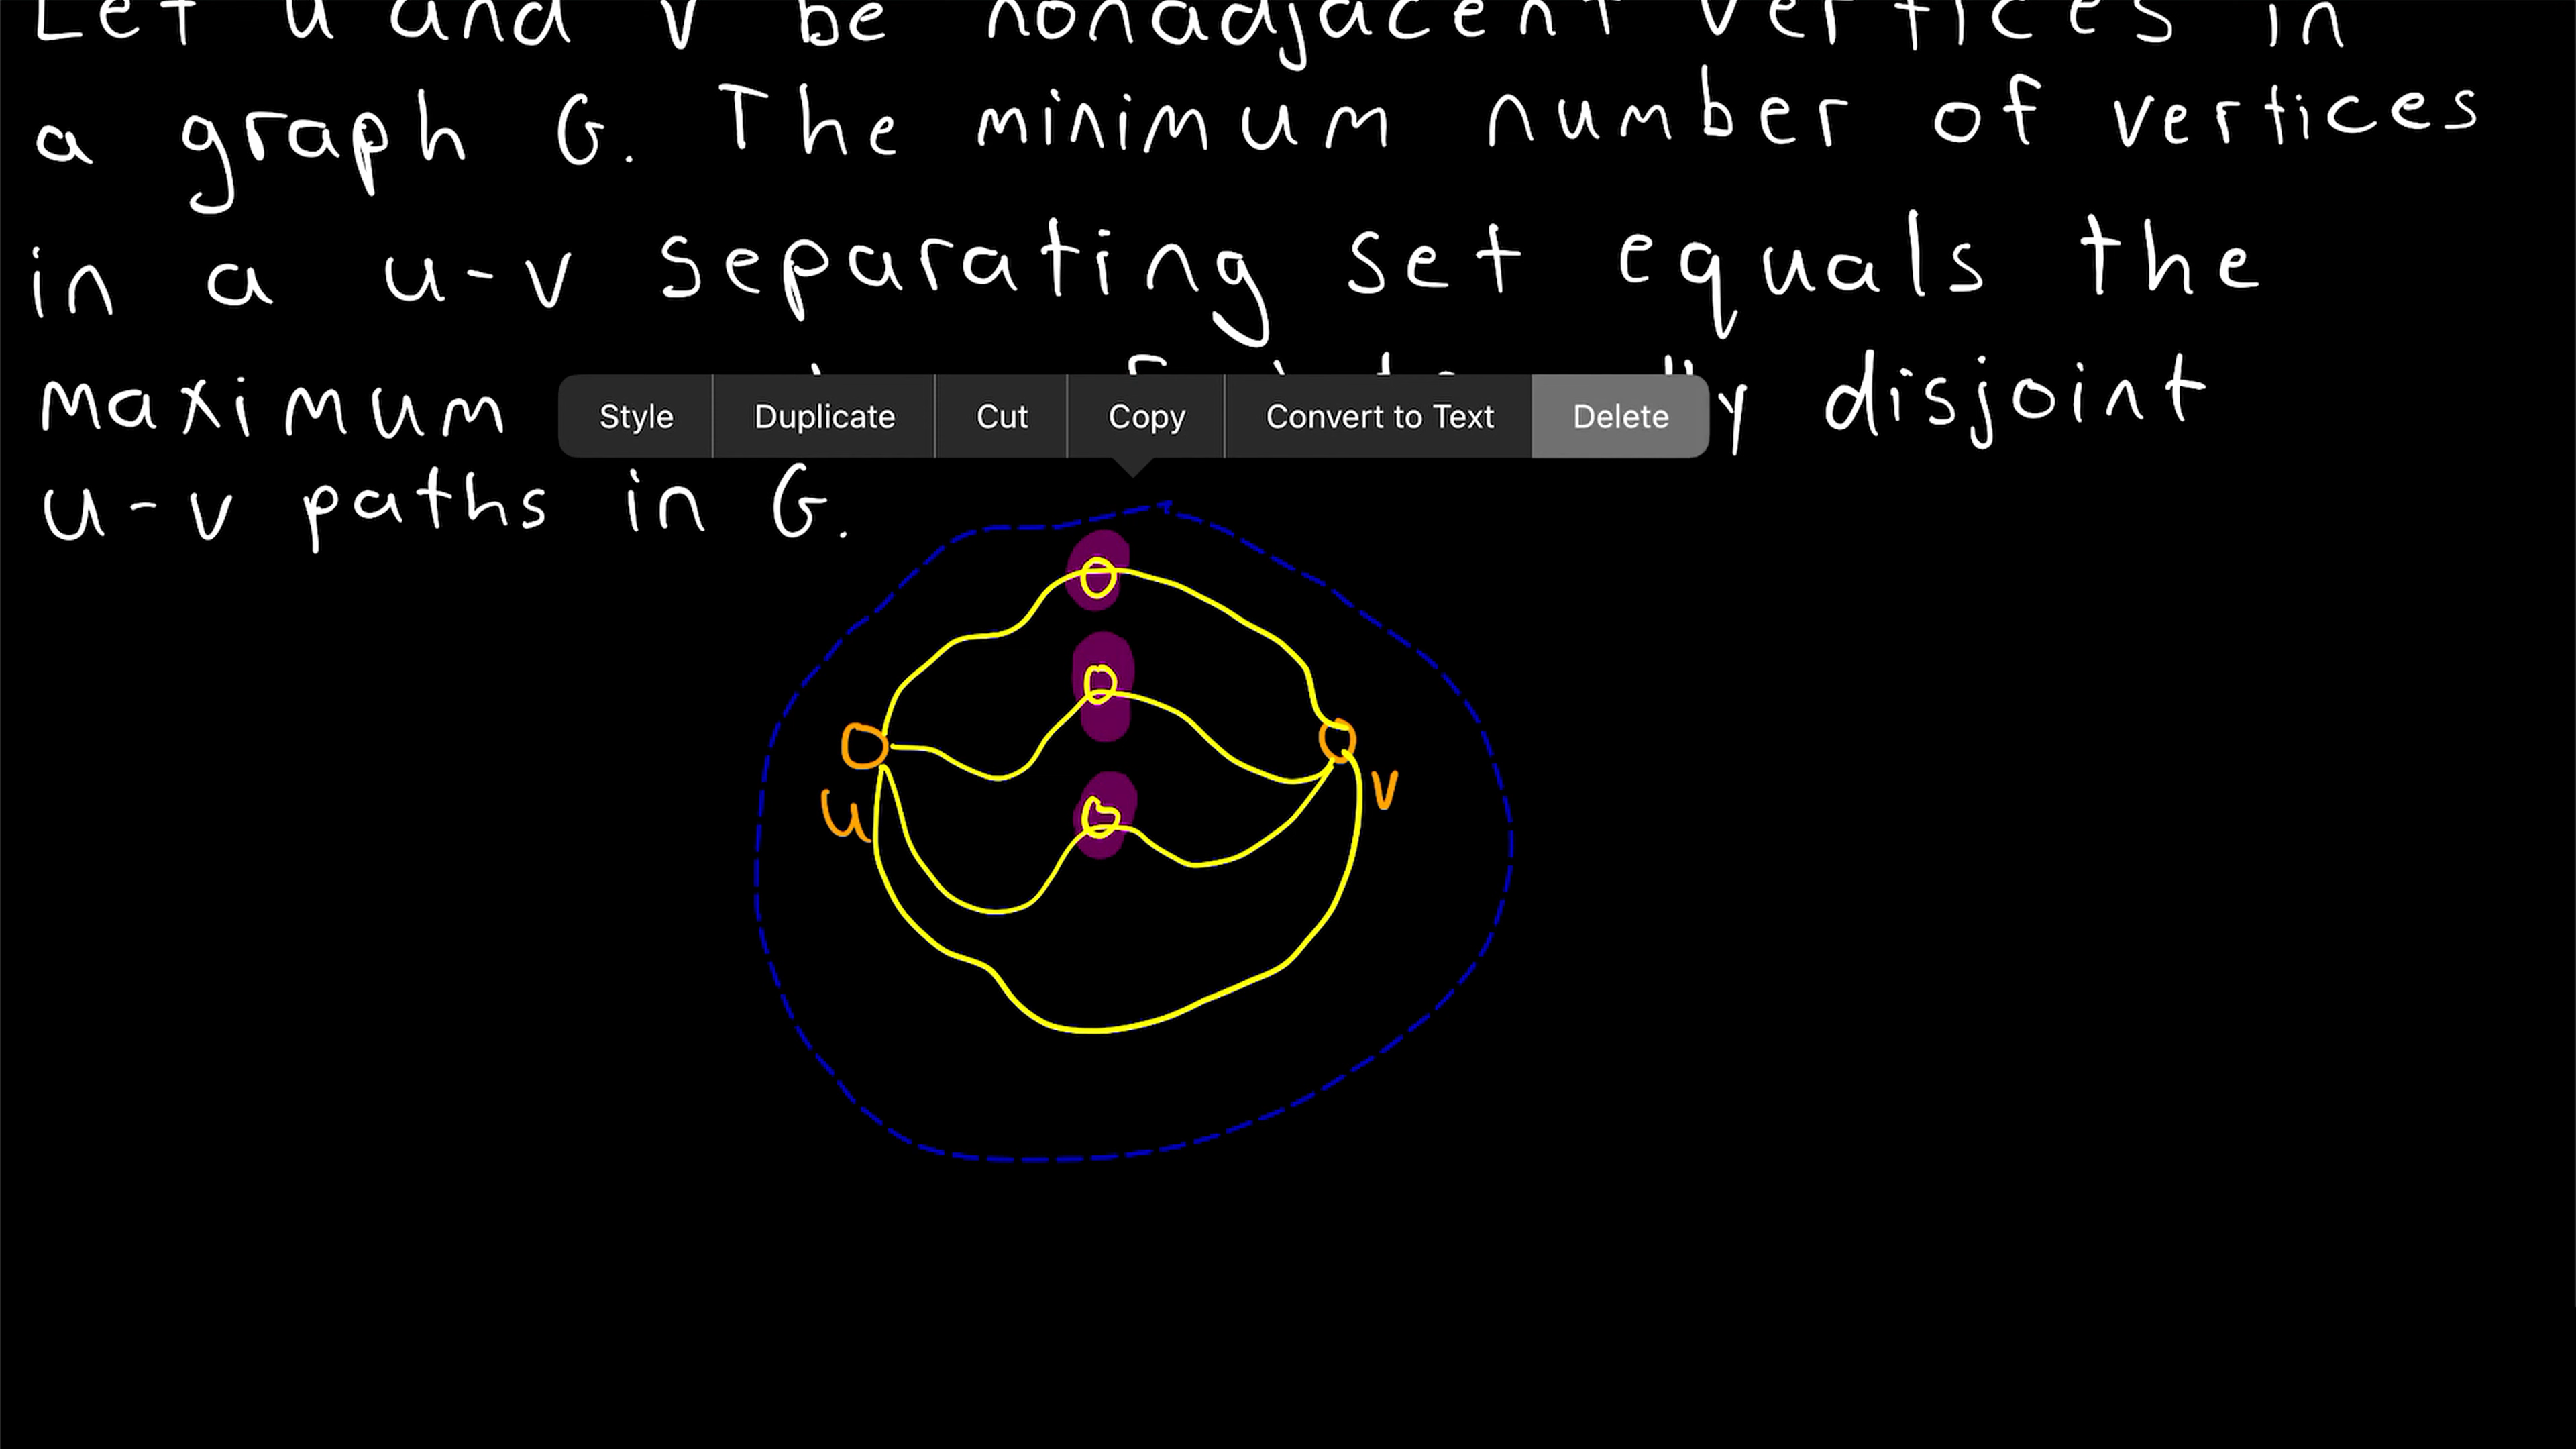 Let u and v be nonadjacent vertices in
a graph G. The minimum number of vertices
in a u-v separating set equals the
maximum disjoint
Style Duplicate Cut Copy Convert to Text Delete
u-v paths in G.
u
v